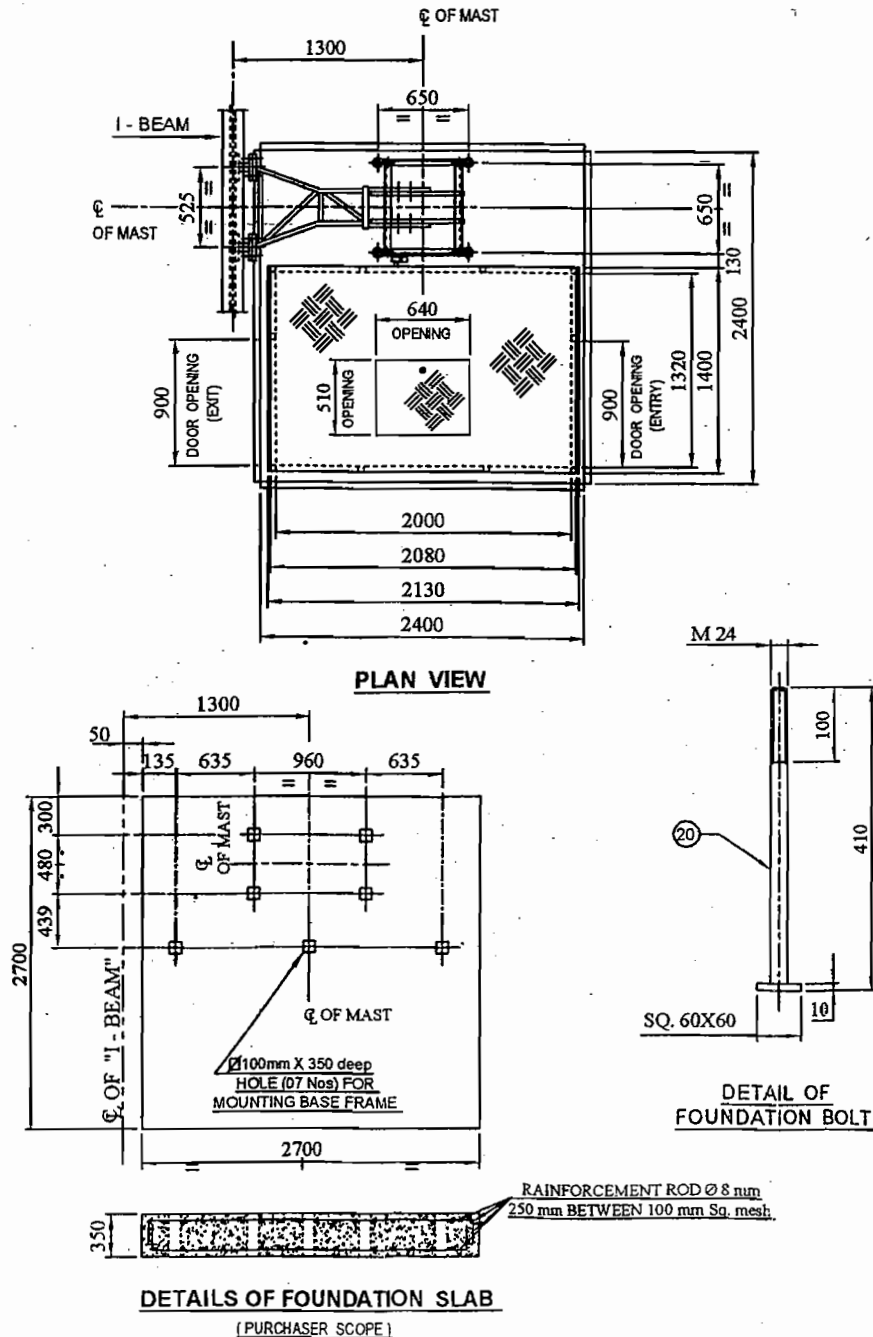 ℄ OF MAST
1300
650
= =
I - BEAM
525
=
=
℄
OF MAST
650
=
=
130
2400
1320
1400
640
OPENING
510
OPENING
900
DOOR OPENING
(EXIT)
900
DOOR OPENING
(ENTRY)
2000
2080
2130
2400
PLAN VIEW
M 24
100
410
20
10
SQ. 60X60
DETAIL OF
FOUNDATION BOLT
1300
50
135
635
960
635
= =
300
480
439
2700
℄
OF MAST
℄ OF "I - BEAM"
℄ OF MAST
100mm X 350 deep
HOLE (07 Nos) FOR
MOUNTING BASE FRAME
2700
= =
350
RAINFORCEMENT ROD Ø 8 mm
250 mm BETWEEN 100 mm Sq. mesh
DETAILS OF FOUNDATION SLAB
( PURCHASER SCOPE )